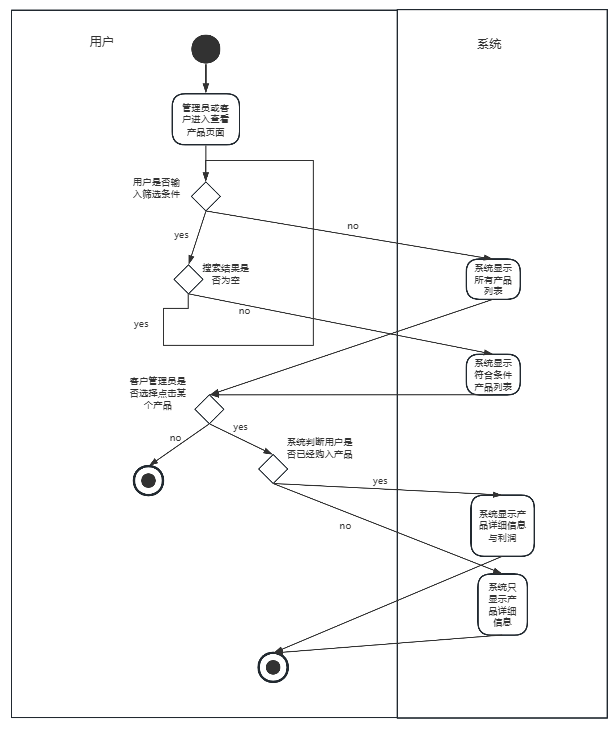 用户
系统
管理员或客
户进入查看
产品页面
用户是否输
入筛选条件
no
yes
搜索结果是
否为空
系统显示
所有产品
列表
no
yes
系统显示
符合条件
产品列表
客户管理员是
否选择点击某
个产品
no
yes
系统判断用户是
否已经购入产品
yes
no
系统显示产
品详细信息
与利润
系统只
显示产
品详细
信息